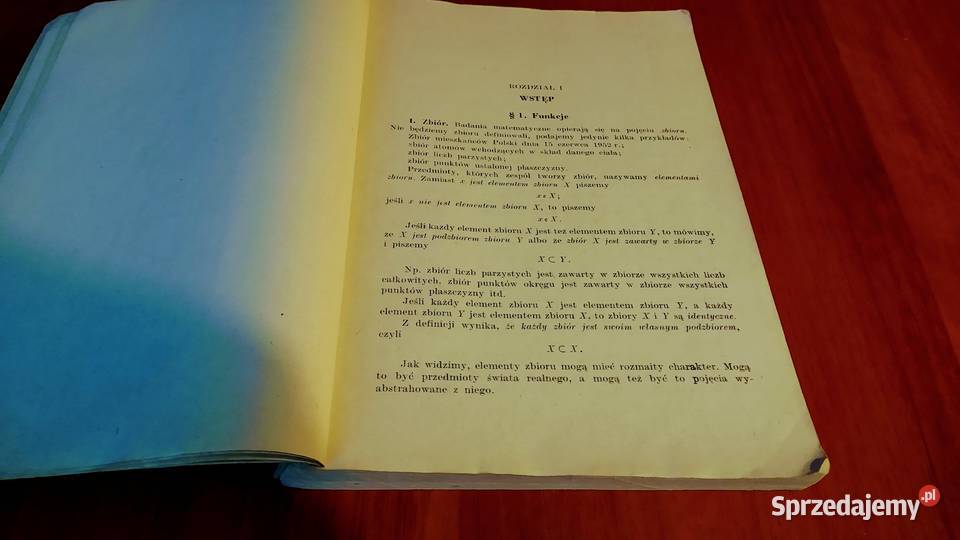 ROZDZIAŁ I
WSTĘP
§ 1. Funkcje
1. Zbiór. Badania matematyczne opierają się na pojęciu zbioru.
Nie będziemy zbioru definiowali, podajemy jedynie kilka przykładów.
Zbiór mieszkańców Polski dnia 15 czerwca 1952 r.;
zbiór atomów wchodzących w skład danego ciała;
zbiór liczb parzystych;
zbiór punktów ustalonej płaszczyzny.
Przedmioty, których zespół tworzy zbiór, nazywamy elementami
zbioru. Zamiast x jest elementem zbioru X piszemy
x ε X;
jeśli x nie jest elementem zbioru X, to piszemy
Jeśli każdy element zbioru X jest też elementem zbioru Y, to mówimy,
że X jest podzbiorem zbioru Y albo że zbiór X jest zawarty w zbiorze Y
i piszemy
X ⊂ Y.
Np. zbiór liczb parzystych jest zawarty w zbiorze wszystkich liczb
całkowitych, zbiór punktów okręgu jest zawarty w zbiorze wszystkich
punktów płaszczyzny itd.
Jeśli każdy element zbioru X jest elementem zbioru Y, a każdy
element zbioru Y jest elementem zbioru X, to zbiory X i Y są identyczne.
Z definicji wynika, że każdy zbiór jest swoim własnym podzbiorem,
czyli
X ⊂ X.
Jak widzimy, elementy zbioru mogą mieć rozmaity charakter. Mogą
to być przedmioty świata realnego, a mogą też być to pojęcia wy-
abstrahowane z niego.
Sprzedajemy .pl